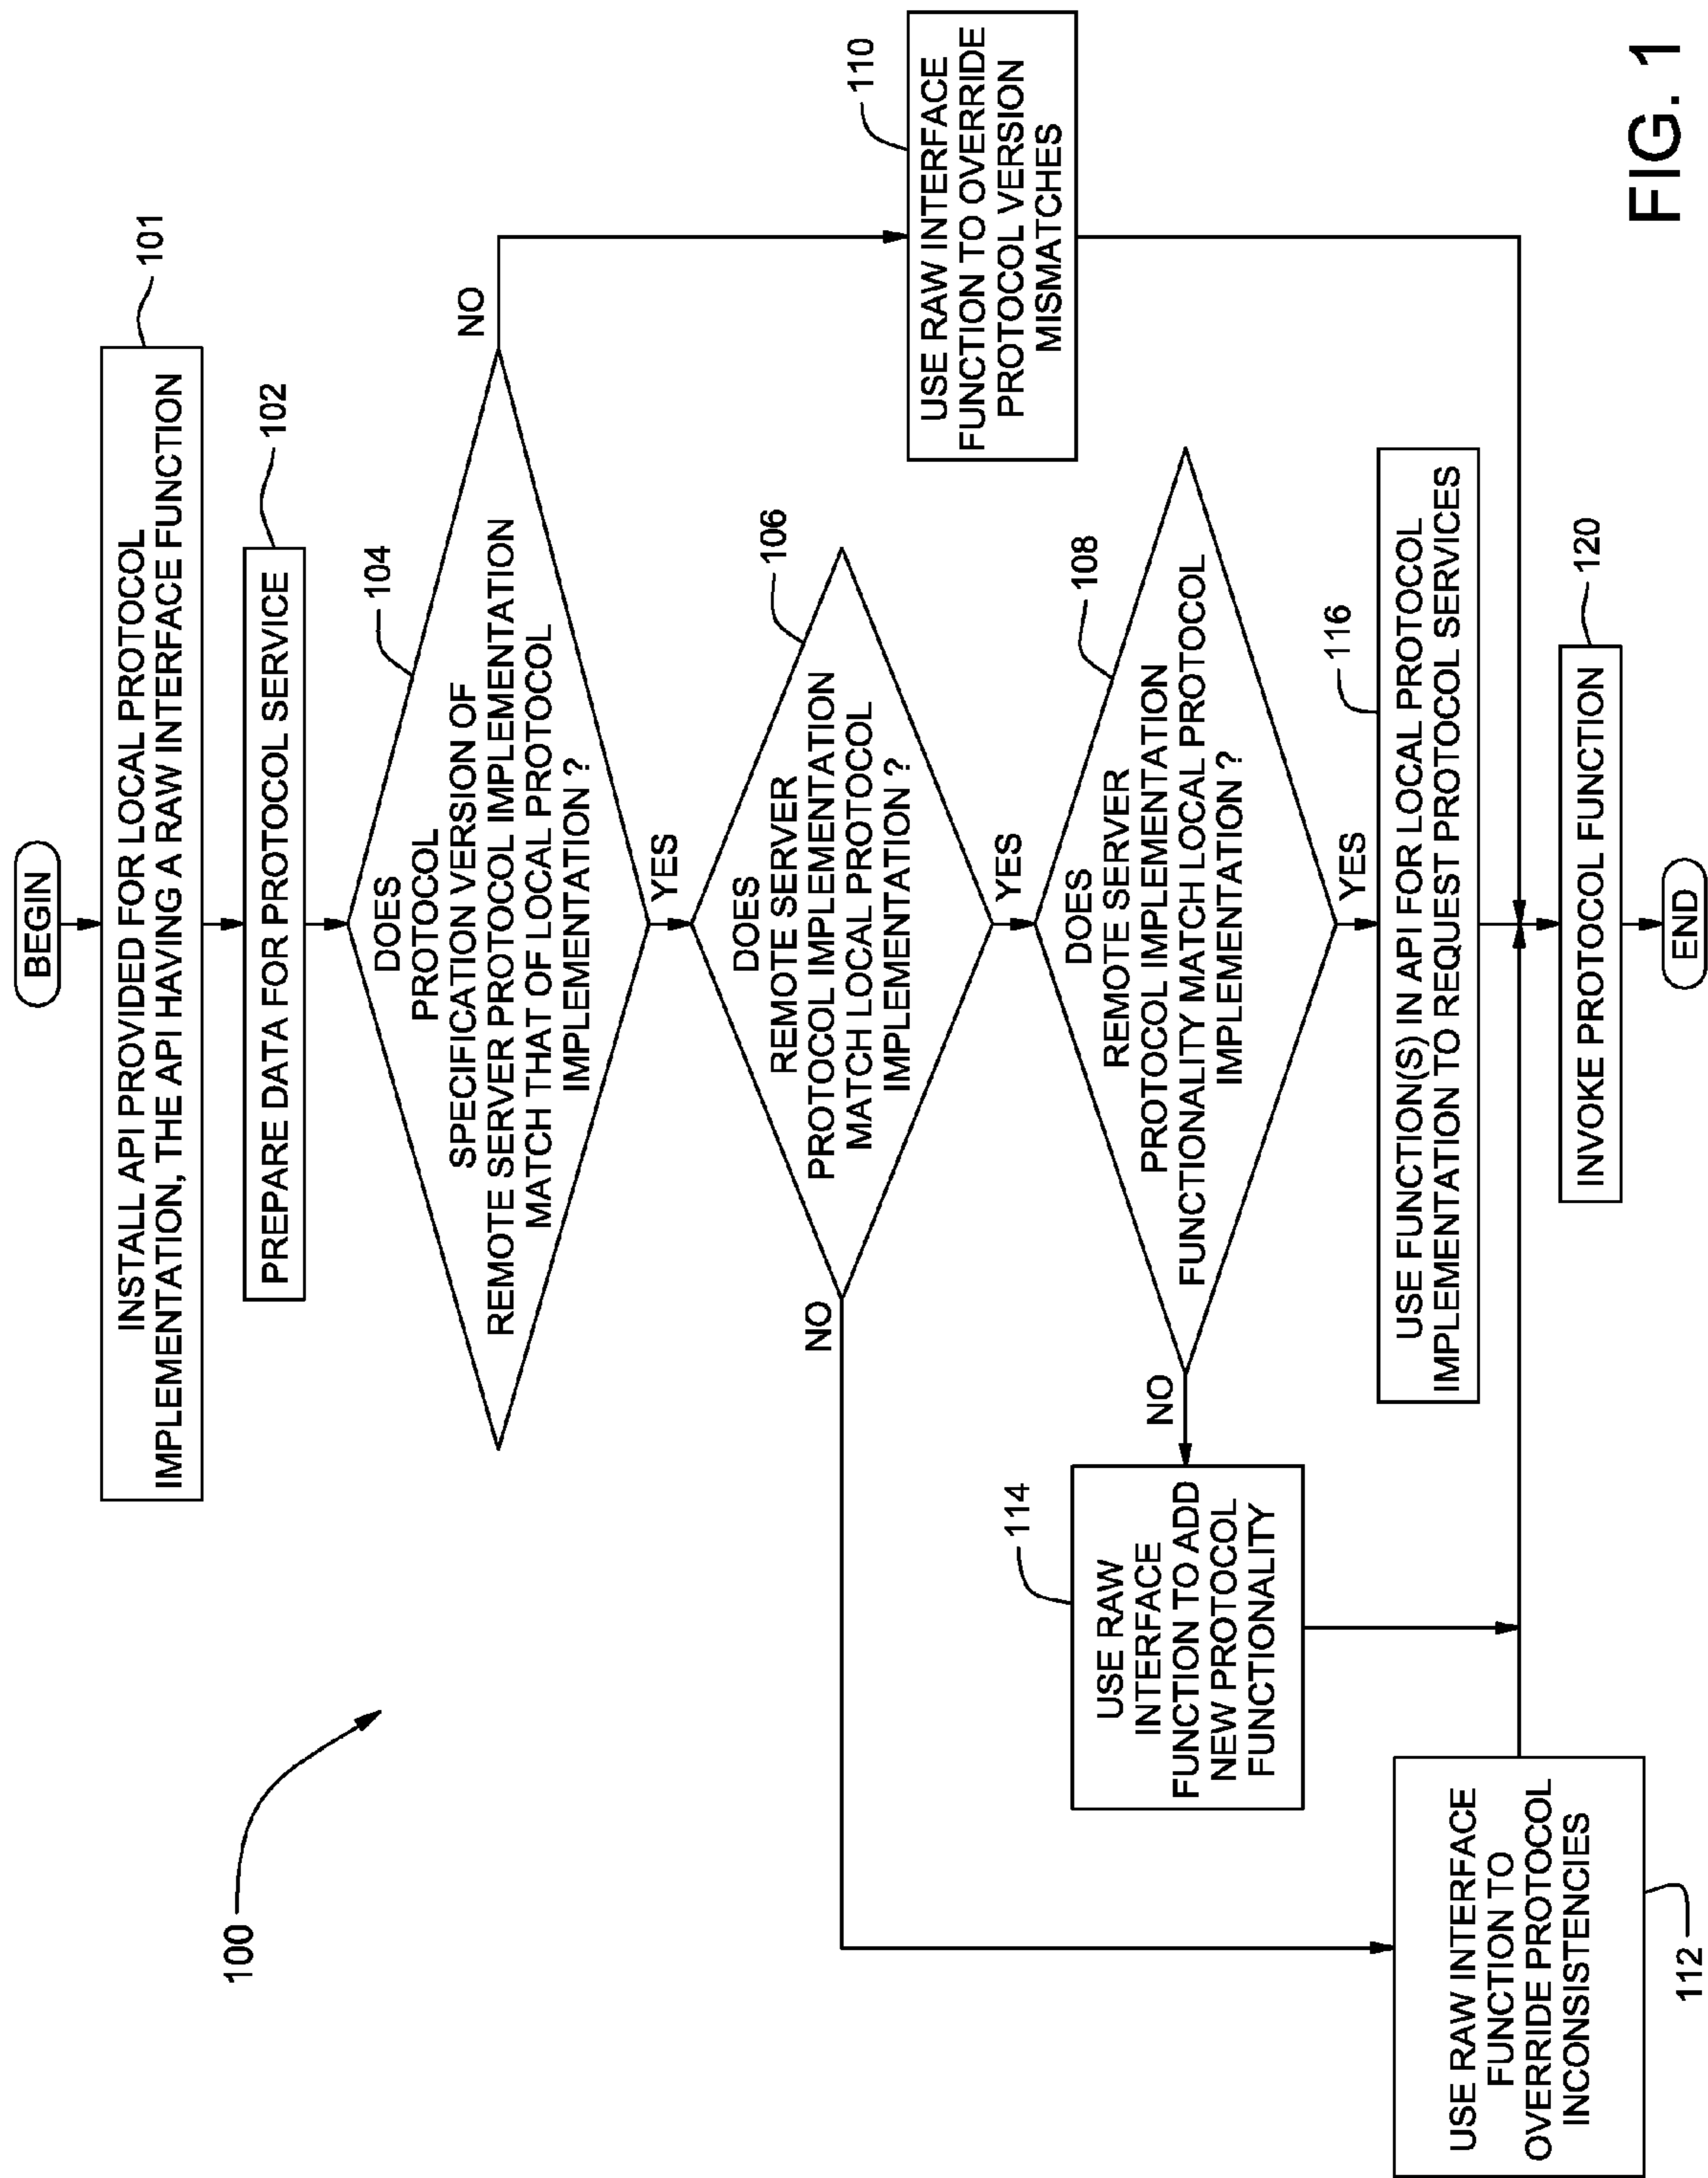 BEGIN
INSTALL API PROVIDED FOR LOCAL PROTOCOL
IMPLEMENTATION, THE API HAVING A RAW INTERFACE FUNCTION
101
PREPARE DATA FOR PROTOCOL SERVICE
102
100
104
DOES
PROTOCOL
SPECIFICATION VERSION OF
REMOTE SERVER PROTOCOL IMPLEMENTATION
MATCH THAT OF LOCAL PROTOCOL
IMPLEMENTATION ?
NO
YES
106
DOES
REMOTE SERVER
PROTOCOL IMPLEMENTATION
MATCH LOCAL PROTOCOL
IMPLEMENTATION ?
NO
YES
110
USE RAW INTERFACE
FUNCTION TO OVERRIDE
PROTOCOL VERSION
MISMATCHES
108
DOES
REMOTE SERVER
PROTOCOL IMPLEMENTATION
FUNCTIONALITY MATCH LOCAL PROTOCOL
IMPLEMENTATION ?
NO
YES
114
USE RAW
INTERFACE
FUNCTION TO ADD
NEW PROTOCOL
FUNCTIONALITY
116
USE FUNCTION(S) IN API FOR LOCAL PROTOCOL
IMPLEMENTATION TO REQUEST PROTOCOL SERVICES
USE RAW INTERFACE
FUNCTION TO
OVERRIDE PROTOCOL
INCONSISTENCIES
112
INVOKE PROTOCOL FUNCTION
120
END
FIG. 1